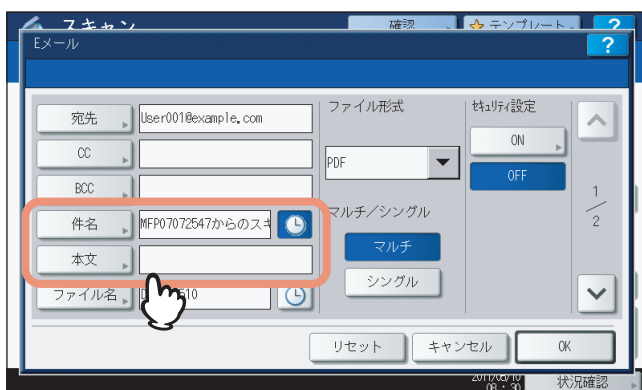 スキャン
確認
テンプレート
?
Eメール
?
宛先
User001@example.com
CC
BCC
件名
MFP07072547からのスキ
本文
ファイル名
510
ファイル形式
PDF
マルチ/シングル
マルチ
シングル
セキュリティ設定
ON
OFF
1
2
リセット
キャンセル
OK
2011/08/10
08:30
状況確認